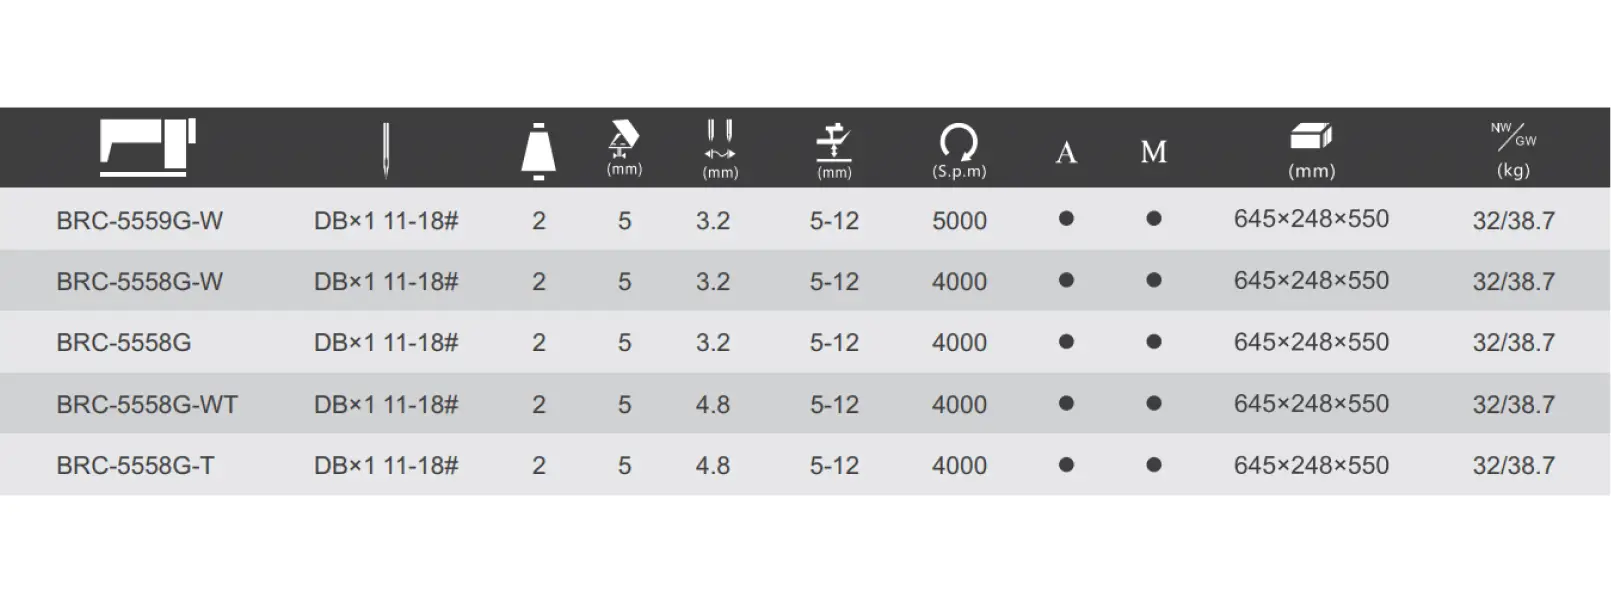 (mm) (mm) (mm) (S.p.m) A M (mm) NW/GW (kg)
BRC-5559G-W DB×1 11-18# 2 5 3.2 5-12 5000 ● ● 645×248×550 32/38.7
BRC-5558G-W DB×1 11-18# 2 5 3.2 5-12 4000 ● ● 645×248×550 32/38.7
BRC-5558G DB×1 11-18# 2 5 3.2 5-12 4000 ● ● 645×248×550 32/38.7
BRC-5558G-WT DB×1 11-18# 2 5 4.8 5-12 4000 ● ● 645×248×550 32/38.7
BRC-5558G-T DB×1 11-18# 2 5 4.8 5-12 4000 ● ● 645×248×550 32/38.7